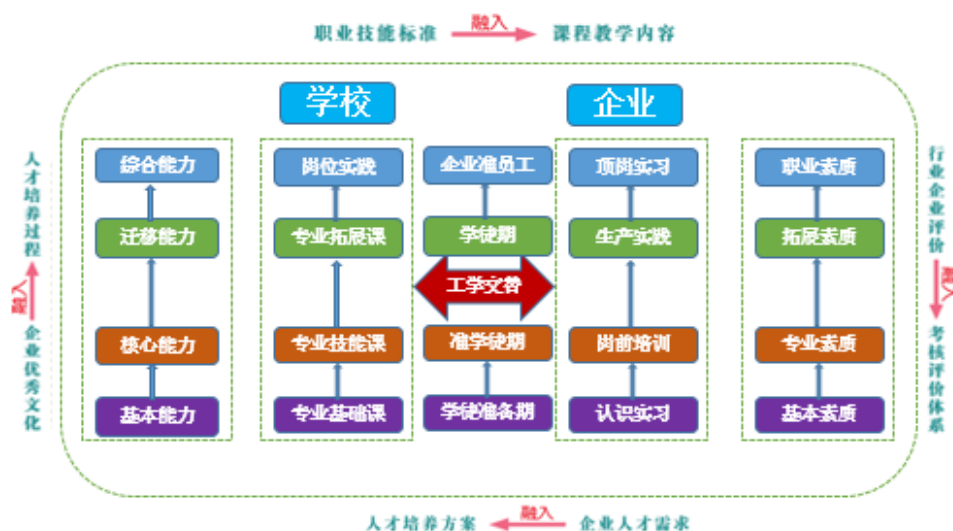 职业技能标准 融入 课程教学内容
学校 企业
综合能力 岗位实践 企业准员工 顶岗实习 职业素质
迁移能力 专业拓展课 学徒期 生产实践 拓展素质
工学交替
核心能力 专业技能课 准学徒期 岗前培训 专业素质
基本能力 专业基础课 学徒准备期 认识实习 基本素质
人才培养过程
融入
企业优秀文化
行业企业评价
融入
考核评价体系
人才培养方案 融入 企业人才需求